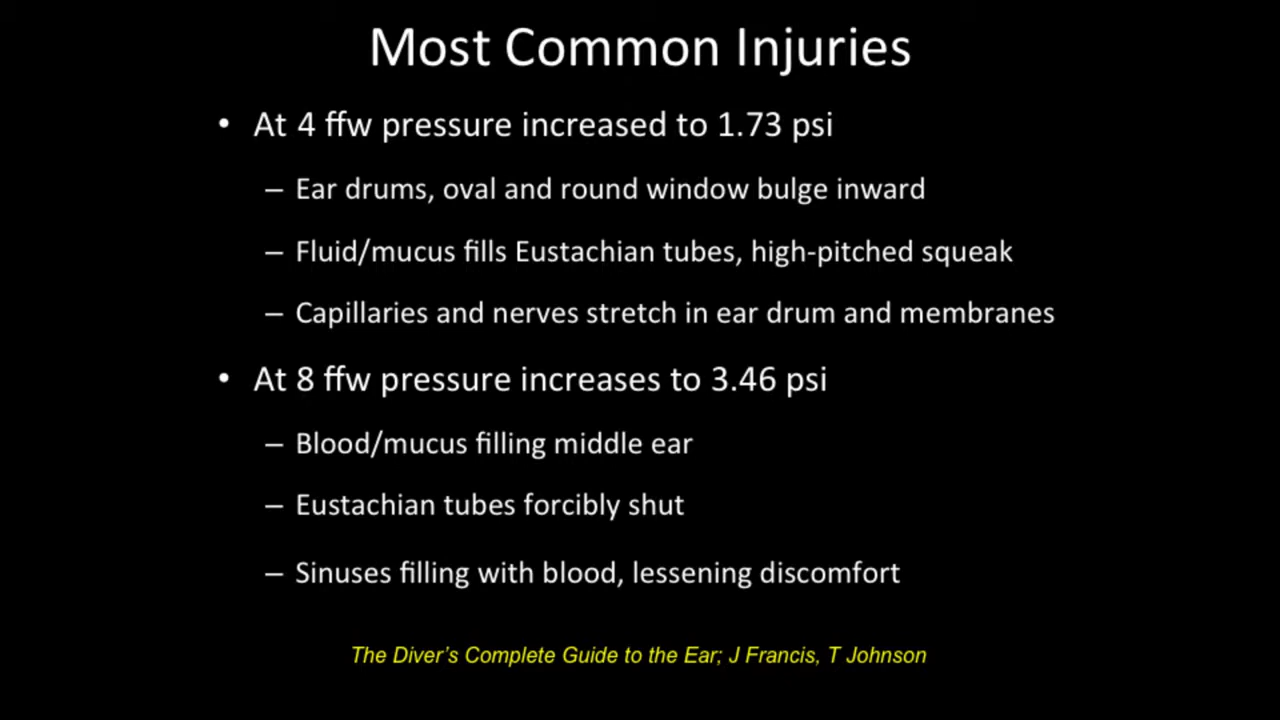 Most Common Injuries
• At 4 ffw pressure increased to 1.73 psi
– Ear drums, oval and round window bulge inward
– Fluid/mucus fills Eustachian tubes, high-pitched squeak
– Capillaries and nerves stretch in ear drum and membranes
• At 8 ffw pressure increases to 3.46 psi
– Blood/mucus filling middle ear
– Eustachian tubes forcibly shut
– Sinuses filling with blood, lessening discomfort
The Diver's Complete Guide to the Ear; J Francis, T Johnson